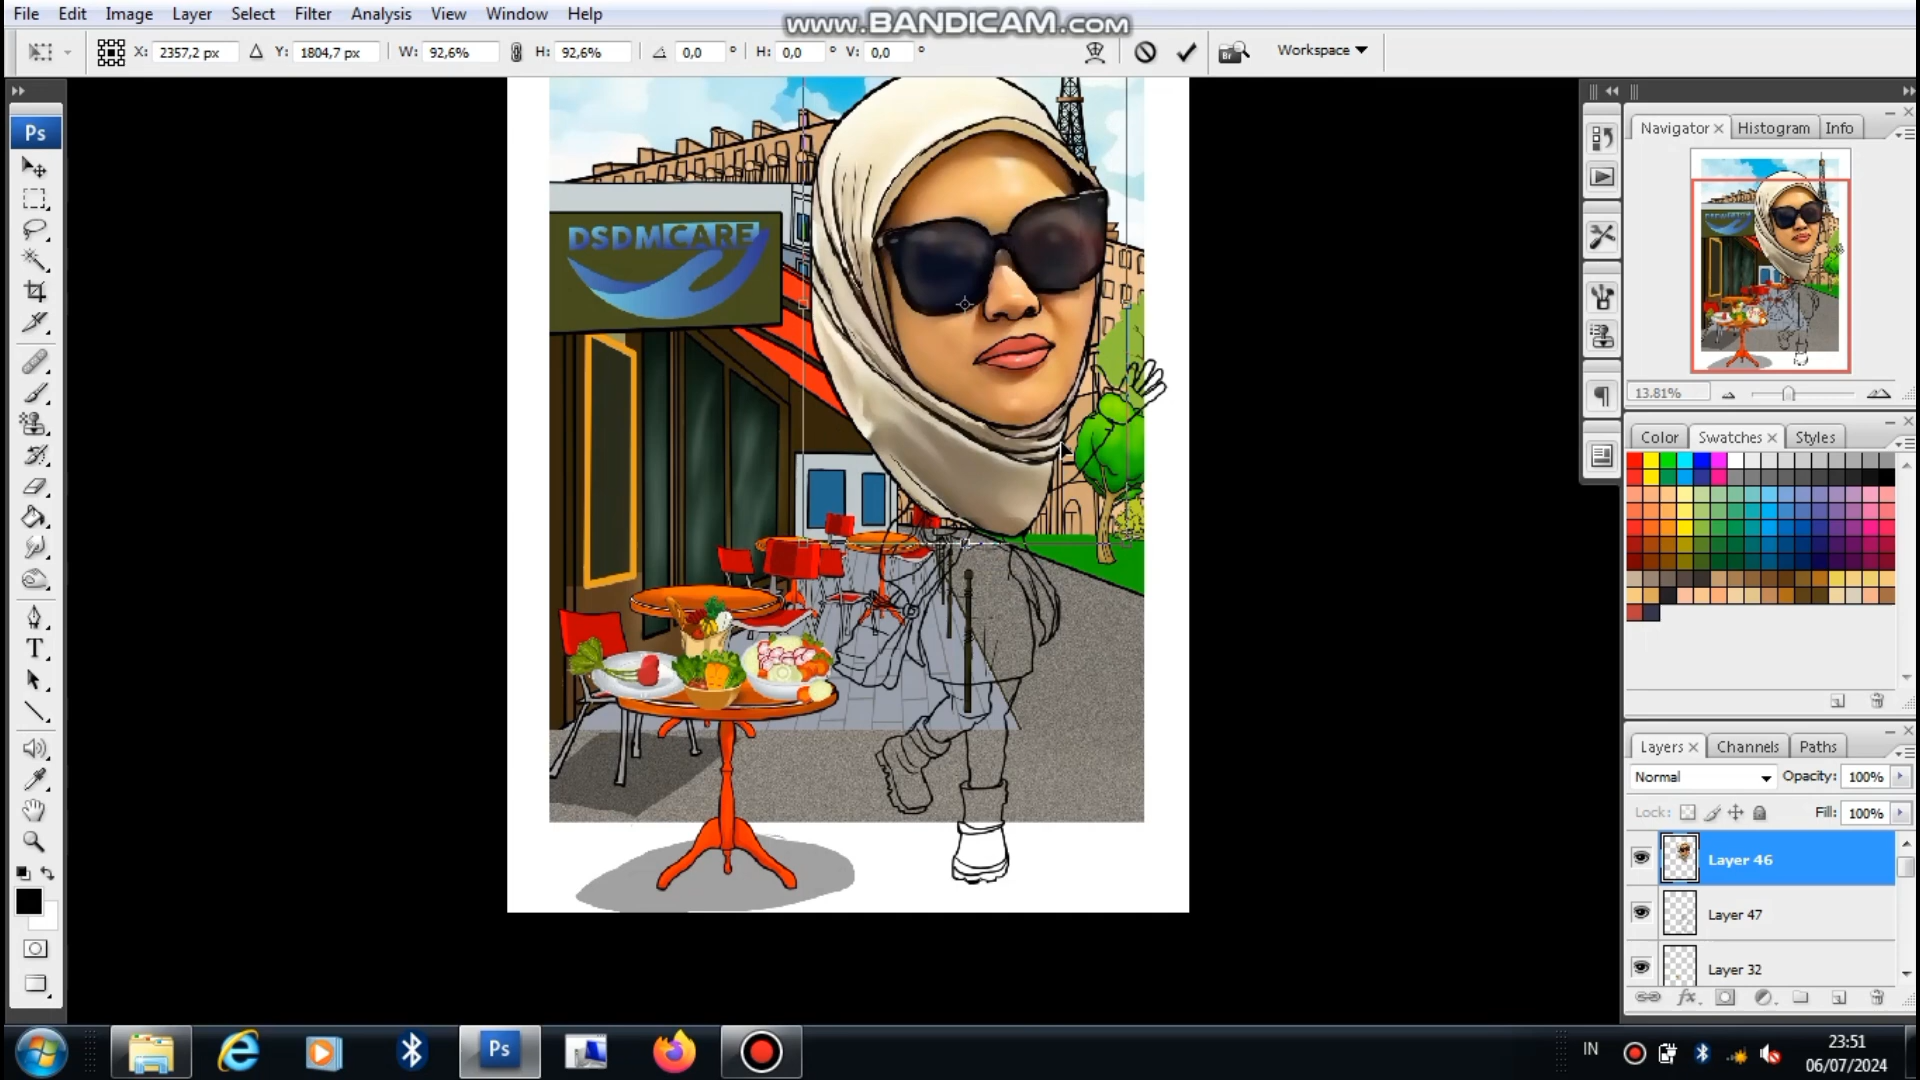 File Edit Image Layer Select Filter Analysis View Window Help
www.BANDICAM.com
X: 2357,2 px Y: 1804,7 px W: 92,6% H: 92,6% 0,0 ° H: 0,0 ° V: 0,0 ° Br Workspace
Ps
Navigator Histogram Info
DSDMCARE
13.81%
Color Swatches Styles
T
Layers Channels Paths
Normal Opacity: 100%
Lock: Fill: 100%
Layer 46
Layer 47
Layer 32
fx.
Ps
IN
23:51
06/07/2024